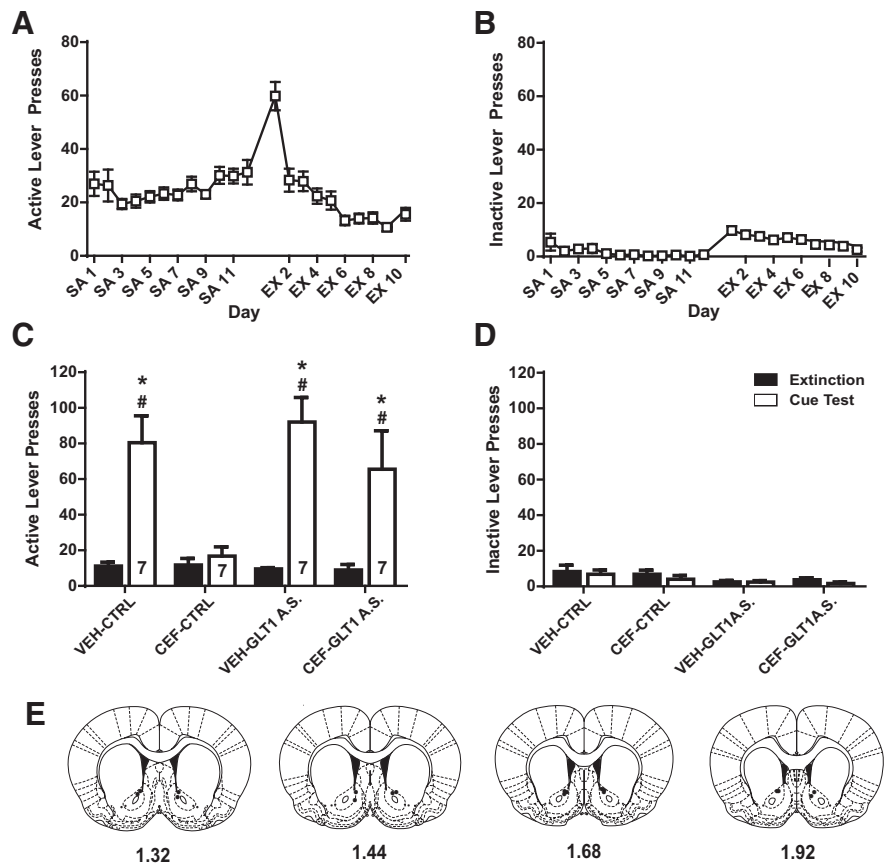 A
Active Lever Presses
80
60
40
20
0
SA 1
SA 3
SA 5
SA 7
SA 9
SA 11
EX 2
EX 4
EX 6
EX 8
EX 10
Day
B
Inactive Lever Presses
80
60
40
20
0
SA 1
SA 3
SA 5
SA 7
SA 9
SA 11
EX 2
EX 4
EX 6
EX 8
EX 10
Day
C
Active Lever Presses
120
100
80
60
40
20
0
*
#
7
7
*
#
7
*
#
7
VEH-CTRL
CEF-CTRL
VEH-GLT1 A.S.
CEF-GLT1 A.S.
D
Inactive Lever Presses
120
100
80
60
40
20
0
Extinction
Cue Test
VEH-CTRL
CEF-CTRL
VEH-GLT1A.S.
CEF-GLT1A.S.
E
1.32
1.44
1.68
1.92